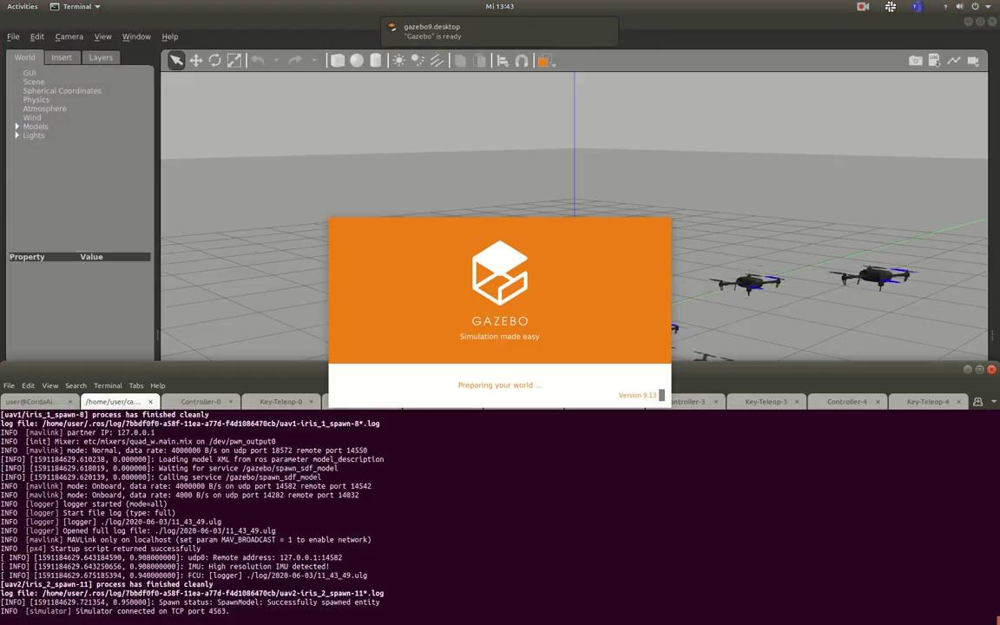 Activities Terminal Mi 13:43
gazebo9.desktop
"Gazebo" is ready
File Edit Camera View Window Help
World Insert Layers
GUI
Scene
Spherical Coordinates
Physics
Atmosphere
Wind
Models
Lights
Property Value
GAZEBO
Simulation made easy
Preparing your world ...
Version 9.13
File Edit View Search Terminal Tabs Help
user@CordaAi... × /home/user/ca... × Controller-0 × Key-Teleop-0 × ontroller-3 × Key-Teleop-3 × Controller-4 × Key-Teleop-4 ×
[uav1/iris_1_spawn-8] process has finished cleanly
log file: /home/user/.ros/log/7bbdf0f0-a58f-11ea-a77d-f4d1086470cb/uav1-iris_1_spawn-8*.log
INFO [mavlink] partner IP: 127.0.0.1
INFO [init] Mixer: etc/mixers/quad_w.main.mix on /dev/pwm_output0
INFO [mavlink] mode: Normal, data rate: 4000000 B/s on udp port 18572 remote port 14550
[INFO] [1591184629.610238, 0.000000]: Loading model XML from ros parameter model_description
[INFO] [1591184629.618019, 0.000000]: Waiting for service /gazebo/spawn_sdf_model
[INFO] [1591184629.620139, 0.000000]: Calling service /gazebo/spawn_sdf_model
INFO [mavlink] mode: Onboard, data rate: 4000000 B/s on udp port 14582 remote port 14542
INFO [mavlink] mode: Onboard, data rate: 4000 B/s on udp port 14282 remote port 14032
INFO [logger] logger started (mode=all)
INFO [logger] Start file log (type: full)
INFO [logger] [logger] ./log/2020-06-03/11_43_49.ulg
INFO [logger] Opened full log file: ./log/2020-06-03/11_43_49.ulg
INFO [mavlink] MAVLink only on localhost (set param MAV_BROADCAST = 1 to enable network)
INFO [px4] Startup script returned successfully
[ INFO] [1591184629.643184590, 0.908000000]: udp0: Remote address: 127.0.0.1:14582
[ INFO] [1591184629.643250656, 0.908000000]: IMU: High resolution IMU detected!
[ INFO] [1591184629.675185394, 0.940000000]: FCU: [logger] ./log/2020-06-03/11_43_49.ulg
[uav2/iris_2_spawn-11] process has finished cleanly
log file: /home/user/.ros/log/7bbdf0f0-a58f-11ea-a77d-f4d1086470cb/uav2-iris_2_spawn-11*.log
[INFO] [1591184629.721354, 0.950000]: Spawn status: SpawnModel: Successfully spawned entity
INFO [simulator] Simulator connected on TCP port 4563.